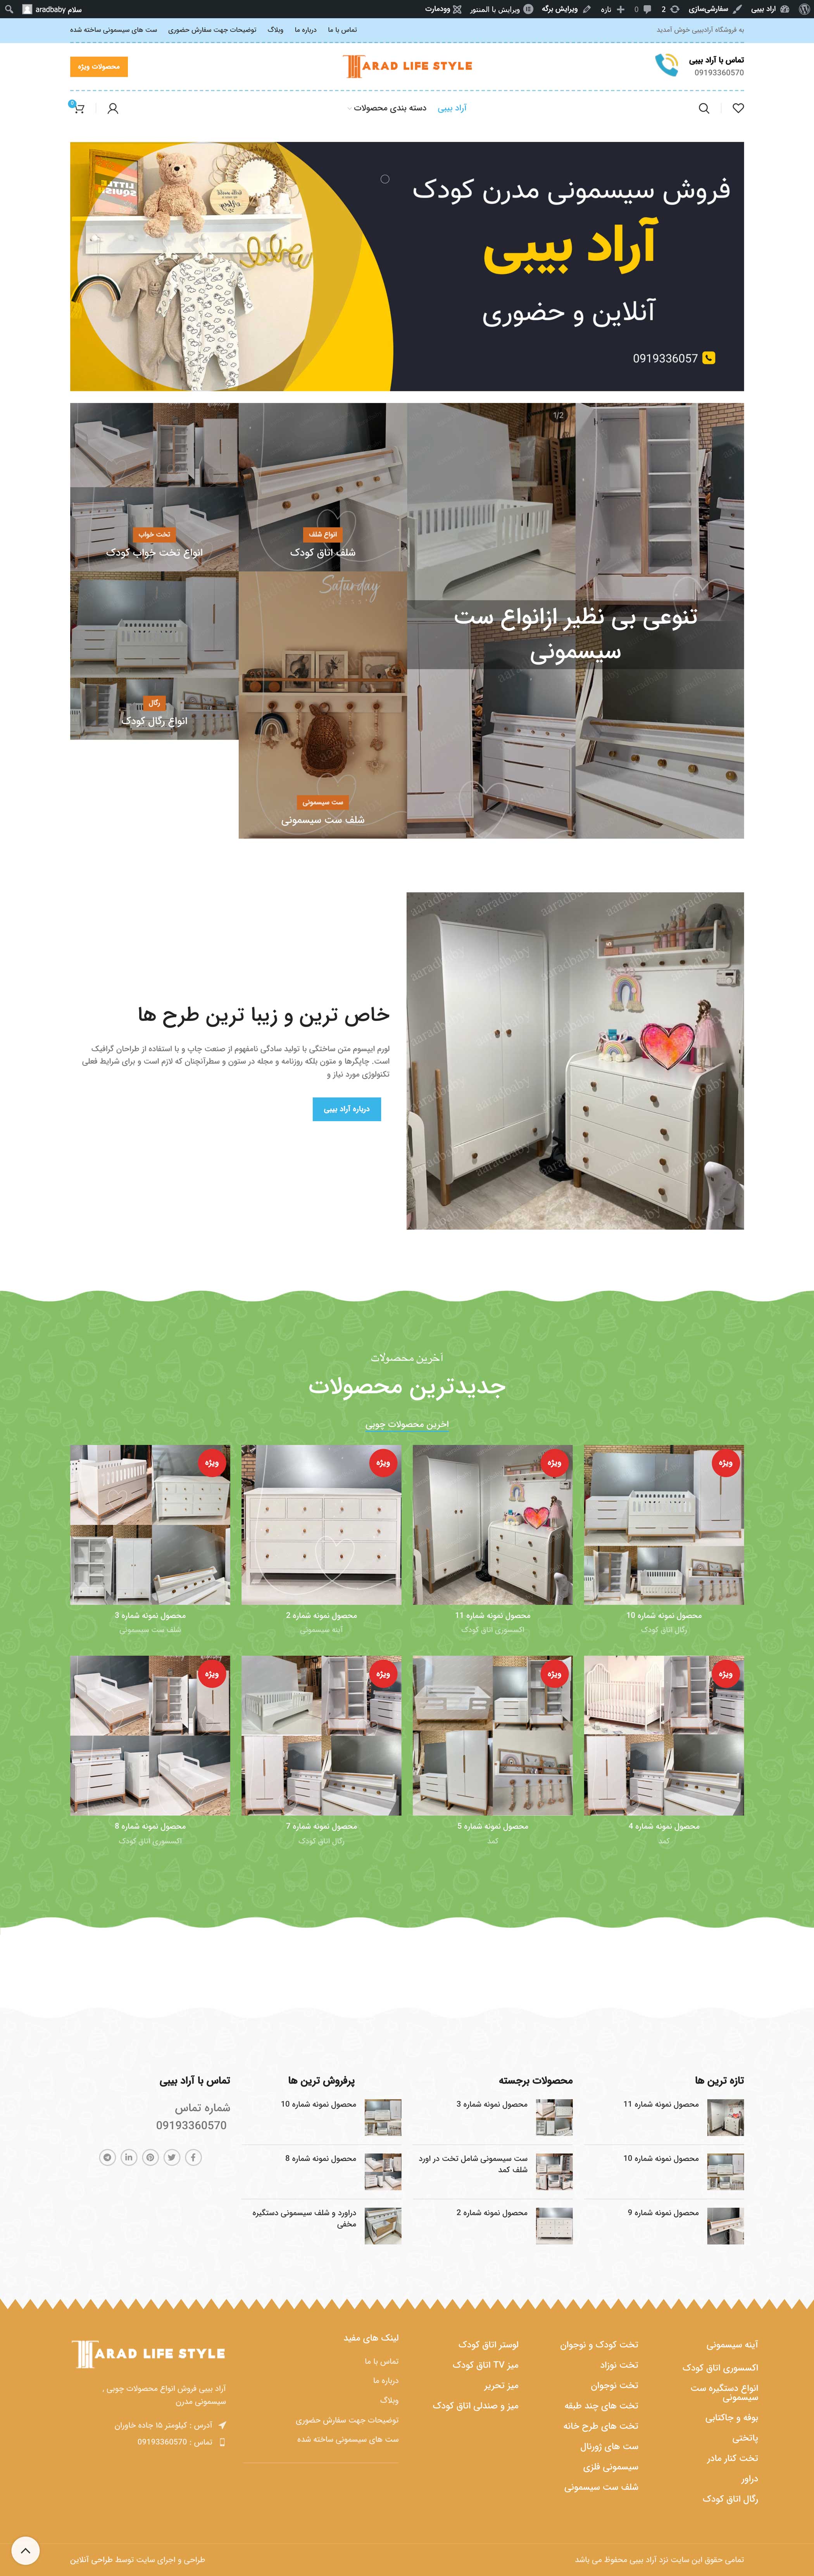 آراد بیبی
سفارشی‌سازی
2
0
تازه
ویرایش برگه
ویرایش با المنتور
وودمارت
سلام aradbaby
به فروشگاه آرادبیبی خوش آمدید
تماس با ما
درباره ما
وبلاگ
توضیحات جهت سفارش حضوری
ست های سیسمونی ساخته شده
تماس با آراد بیبی
09193360570
ARAD LIFE STYLE
محصولات ویژه
آراد بیبی
دسته بندی محصولات
0
فروش سیسمونی مدرن کودک
آراد بیبی
آنلاین و حضوری
0919336057
1/2
تنوعی بی نظیر ازانواع ست
سیسمونی
انواع شلف
شلف اتاق کودک
تخت خواب
انواع تخت خواب کودک
Saturday
رگال
انواع رگال کودک
ست سیسمونی
شلف ست سیسمونی
aaradbaby
خاص ترین و زیبا ترین طرح ها
لورم ایپسوم متن ساختگی با تولید سادگی نامفهوم از صنعت چاپ و با استفاده از طراحان گرافیک
است. چاپگرها و متون بلکه روزنامه و مجله در ستون و سطرآنچنان که لازم است و برای شرایط فعلی
تکنولوژی مورد نیاز و
درباره آراد بیبی
آخرین محصولات
جدیدترین محصولات
آخرین محصولات چوبی
ویژه
ویژه
ویژه
ویژه
محصول نمونه شماره 10
محصول نمونه شماره 11
محصول نمونه شماره 2
محصول نمونه شماره 3
رگال اتاق کودک
اکسسوری اتاق کودک
آینه سیسمونی
شلف ست سیسمونی
ویژه
ویژه
ویژه
ویژه
محصول نمونه شماره 4
محصول نمونه شماره 5
محصول نمونه شماره 7
محصول نمونه شماره 8
کمد
کمد
رگال اتاق کودک
اکسسوری اتاق کودک
تازه ترین ها
محصول نمونه شماره 11
محصول نمونه شماره 10
محصول نمونه شماره 9
محصولات برجسته
محصول نمونه شماره 3
ست سیسمونی شامل تخت در اورد
شلف کمد
محصول نمونه شماره 2
پرفروش ترین ها
محصول نمونه شماره 10
محصول نمونه شماره 8
دراورد و شلف سیسمونی دستگیره
مخفی
تماس با آراد بیبی
شماره تماس
09193360570
آینه سیسمونی
اکسسوری اتاق کودک
انواع دستگیره ست
سیسمونی
بوفه و جاکتابی
پاتختی
تخت کنار مادر
دراور
رگال اتاق کودک
تخت کودک و نوجوان
تخت نوزاد
تخت نوجوان
تخت های چند طبقه
تخت های طرح خانه
ست های ژورنال
سیسمونی فلزی
شلف ست سیسمونی
لوستر اتاق کودک
میز TV اتاق کودک
میز تحریر
میز و صندلی اتاق کودک
لینک های مفید
تماس با ما
درباره ما
وبلاگ
توضیحات جهت سفارش حضوری
ست های سیسمونی ساخته شده
ARAD LIFE STYLE
آراد بیبی فروش انواع محصولات چوبی ,
سیسمونی مدرن
آدرس : کیلومتر ۱۵ جاده خاوران
تماس : 09193360570
تمامی حقوق این سایت نزد آراد بیبی محفوظ می باشد
طراحی و اجرای سایت توسط طراحی آنلاین